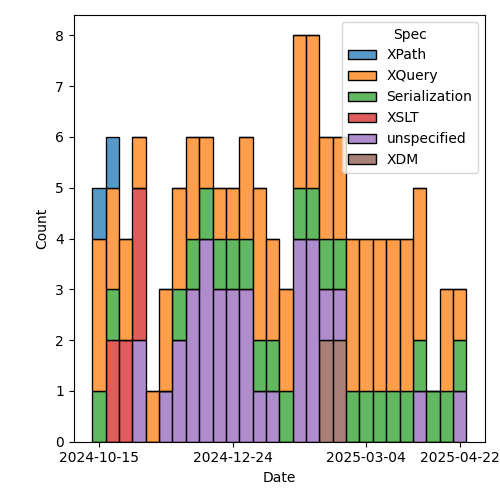 Spec
XPath
XQuery
Serialization
XSLT
unspecified
XDM
Count
8
7
6
5
4
3
2
1
0
2024-10-15 2024-12-24 2025-03-04 2025-04-22
Date